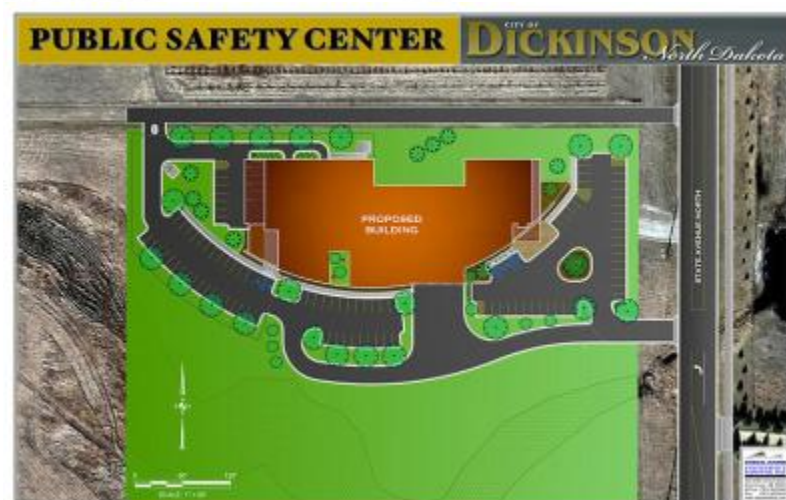 PUBLIC SAFETY CENTER
CITY OF
DICKINSON
North Dakota
PROPOSED
BUILDING
STATE AVENUE NORTH